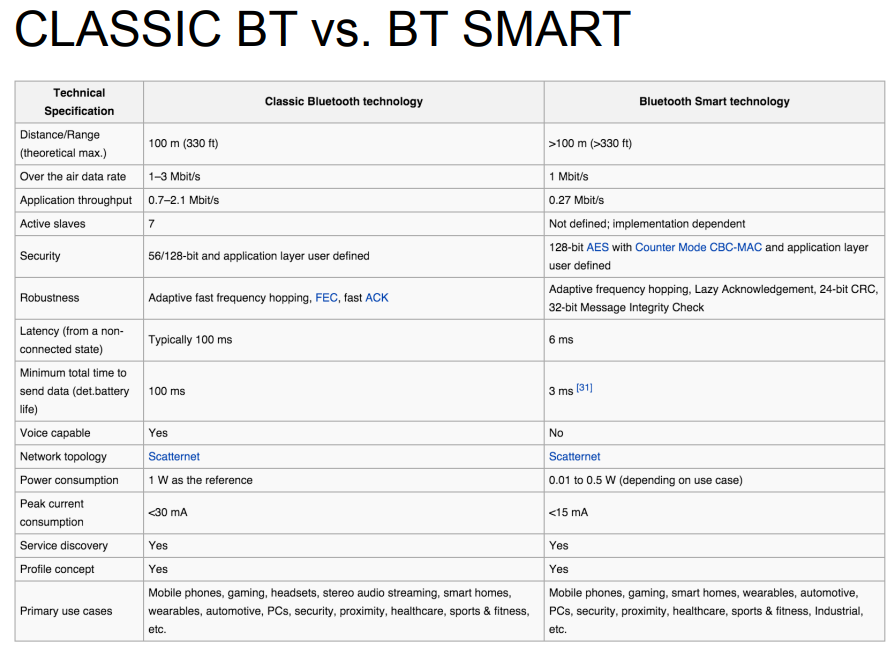 CLASSIC BT vs. BT SMART
Technical
Specification
Classic Bluetooth technology
Bluetooth Smart technology
Distance/Range
(theoretical max.)
100 m (330 ft)
>100 m (>330 ft)
Over the air data rate
1–3 Mbit/s
1 Mbit/s
Application throughput
0.7–2.1 Mbit/s
0.27 Mbit/s
Active slaves
7
Not defined; implementation dependent
Security
56/128-bit and application layer user defined
128-bit AES with Counter Mode CBC-MAC and application layer
user defined
Robustness
Adaptive fast frequency hopping, FEC, fast ACK
Adaptive frequency hopping, Lazy Acknowledgement, 24-bit CRC,
32-bit Message Integrity Check
Latency (from a non-
connected state)
Typically 100 ms
6 ms
Minimum total time to
send data (det.battery
life)
100 ms
3 ms [31]
Voice capable
Yes
No
Network topology
Scatternet
Scatternet
Power consumption
1 W as the reference
0.01 to 0.5 W (depending on use case)
Peak current
consumption
<30 mA
<15 mA
Service discovery
Yes
Yes
Profile concept
Yes
Yes
Primary use cases
Mobile phones, gaming, headsets, stereo audio streaming, smart homes,
wearables, automotive, PCs, security, proximity, healthcare, sports & fitness,
etc.
Mobile phones, gaming, smart homes, wearables, automotive,
PCs, security, proximity, healthcare, sports & fitness, Industrial,
etc.